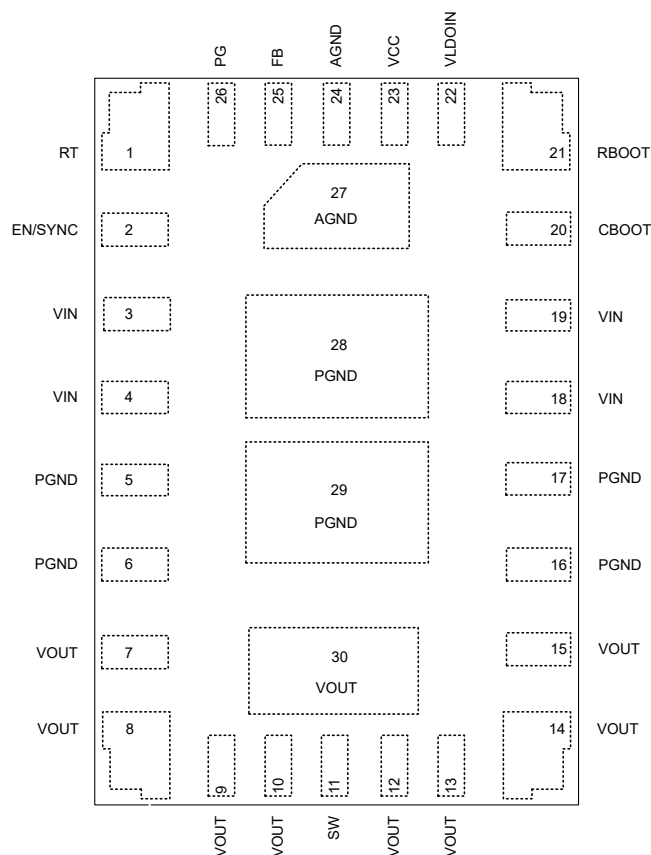 PG FB AGND VCC VLDOIN
26 25 24 23 22
RT 1 21 RBOOT
27
AGND
EN/SYNC 2 20 CBOOT
VIN 3 19 VIN
28
PGND
VIN 4 18 VIN
PGND 5 17 PGND
29
PGND
PGND 6 16 PGND
VOUT 7 15 VOUT
30
VOUT
VOUT 8 14 VOUT
9 10 11 12 13
VOUT VOUT SW VOUT VOUT